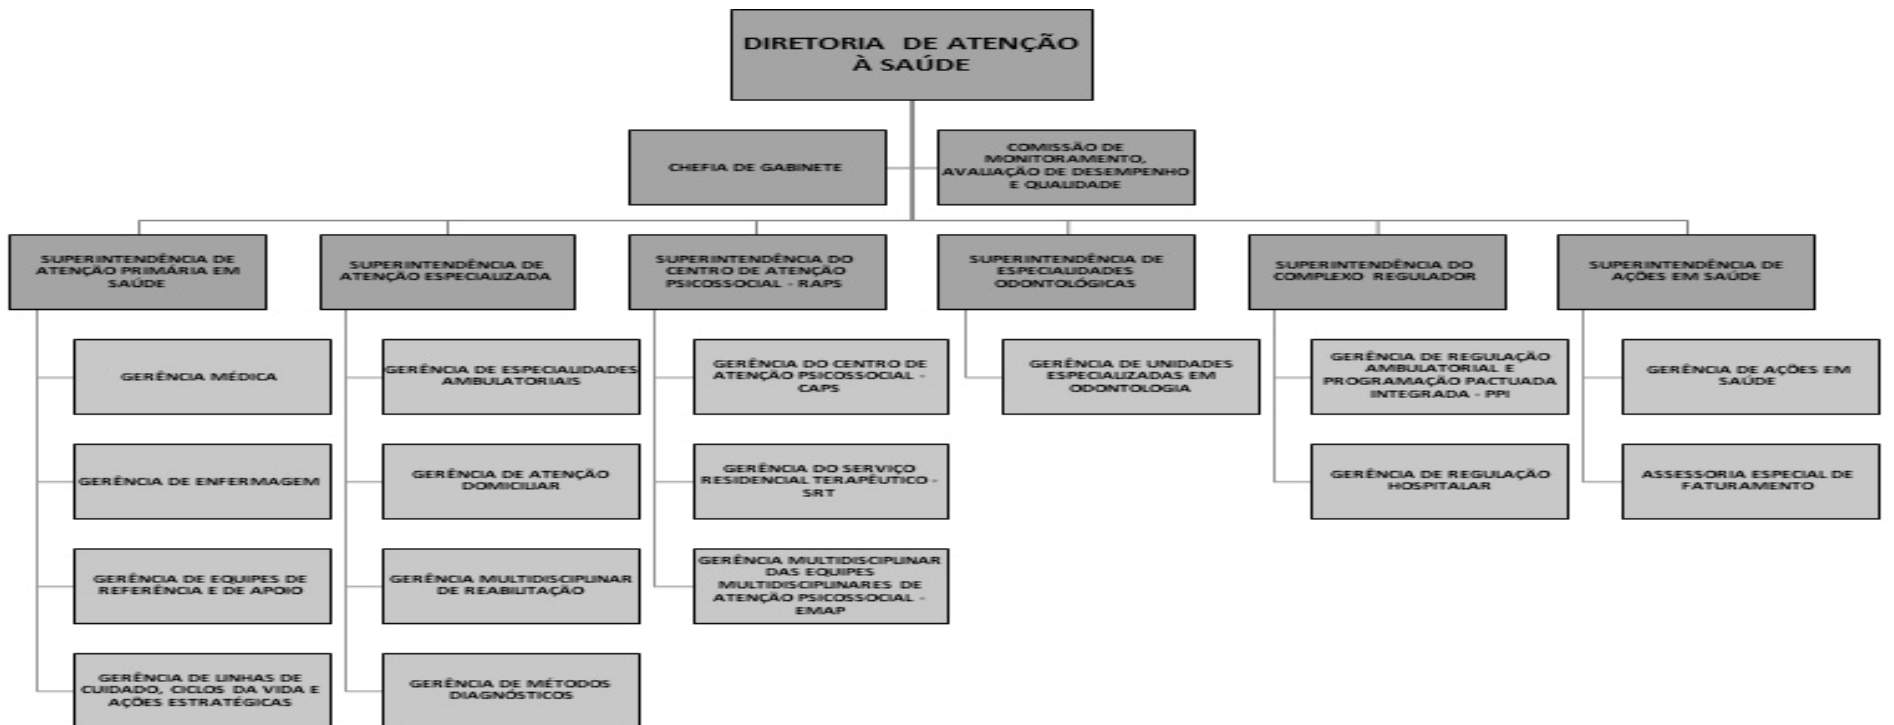 DIRETORIA DE ATENÇÃO
À SAÚDE
CHEFIA DE GABINETE
COMISSÃO DE
MONITORAMENTO,
AVALIAÇÃO DE DESEMPENHO
E QUALIDADE
SUPERINTENDÊNCIA DE
ATENÇÃO PRIMÁRIA EM
SAÚDE
SUPERINTENDÊNCIA DE
ATENÇÃO ESPECIALIZADA
SUPERINTENDÊNCIA DO
CENTRO DE ATENÇÃO
PSICOSSOCIAL - RAPS
SUPERINTENDÊNCIA DE
ESPECIALIDADES
ODONTOLÓGICAS
SUPERINTENDÊNCIA DO
COMPLEXO REGULADOR
SUPERINTENDÊNCIA DE
AÇÕES EM SAÚDE
GERÊNCIA MÉDICA
GERÊNCIA DE ESPECIALIDADES
AMBULATORIAIS
GERÊNCIA DO CENTRO DE
ATENÇÃO PSICOSSOCIAL -
CAPS
GERÊNCIA DE UNIDADES
ESPECIALIZADAS EM
ODONTOLOGIA
GERÊNCIA DE REGULAÇÃO
AMBULATORIAL E
PROGRAMAÇÃO PACTUADA
INTEGRADA - PPI
GERÊNCIA DE AÇÕES EM
SAÚDE
GERÊNCIA DE ENFERMAGEM
GERÊNCIA DE ATENÇÃO
DOMICILIAR
GERÊNCIA DO SERVIÇO
RESIDENCIAL TERAPÊUTICO -
SRT
GERÊNCIA DE REGULAÇÃO
HOSPITALAR
ASSESSORIA ESPECIAL DE
FATURAMENTO
GERÊNCIA DE EQUIPES DE
REFERÊNCIA E DE APOIO
GERÊNCIA MULTIDISCIPLINAR
DE REABILITAÇÃO
GERÊNCIA MULTIDISCIPLINAR
DAS EQUIPES
MULTIDISCIPLINARES DE
ATENÇÃO PSICOSSOCIAL -
EMAP
GERÊNCIA DE LINHAS DE
CUIDADO, CICLOS DA VIDA E
AÇÕES ESTRATÉGICAS
GERÊNCIA DE MÉTODOS
DIAGNÓSTICOS